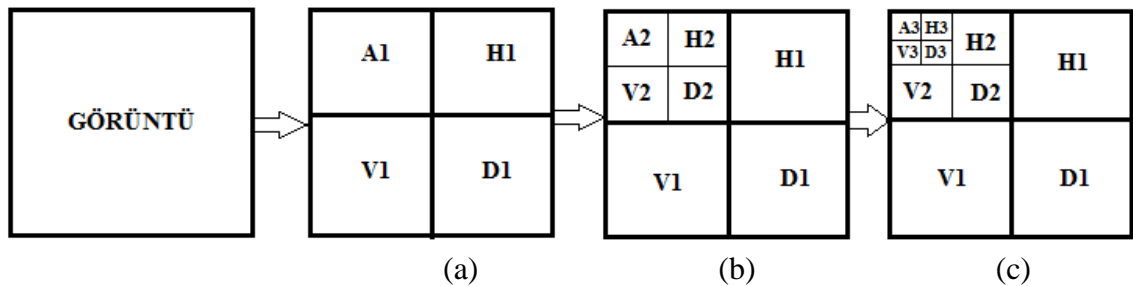 GÖRÜNTÜ
A1 H1
V1 D1
(a)
A2 H2 H1
V2 D2
V1 D1
(b)
A3 H3 H2 H1
V3 D3
V2 D2
V1 D1
(c)